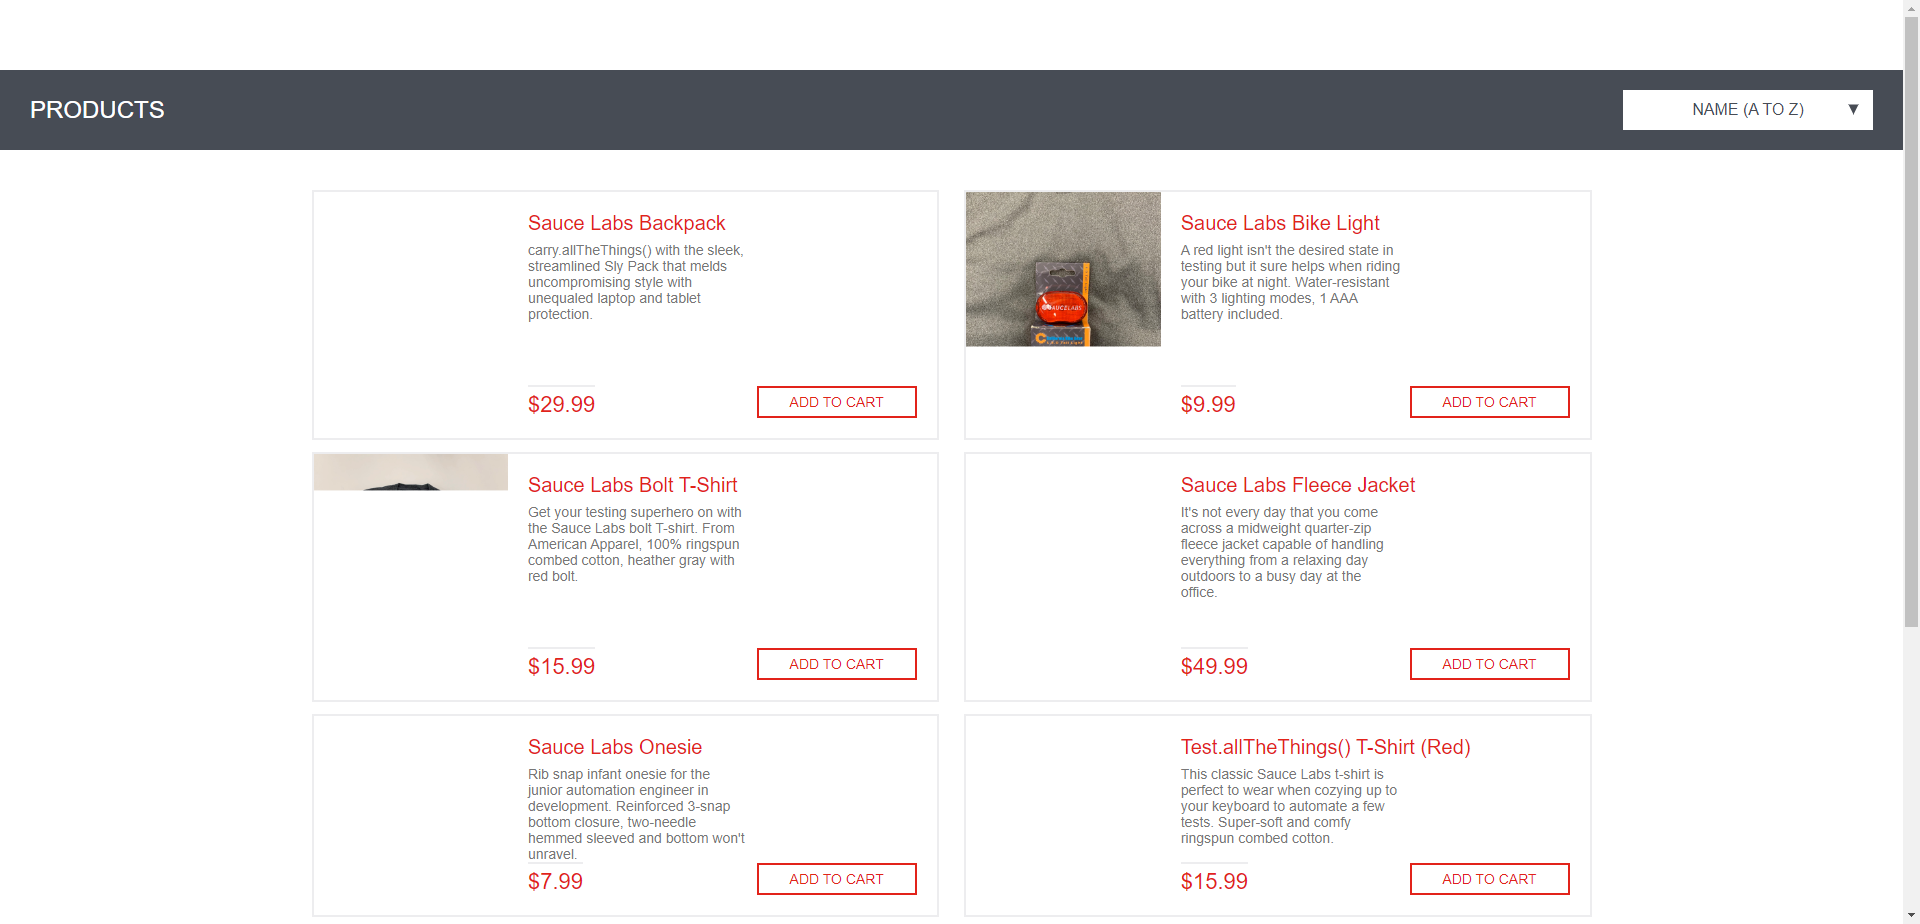 PRODUCTS
NAME (A TO Z) ▼
Sauce Labs Backpack
carry.allTheThings() with the sleek,
streamlined Sly Pack that melds
uncompromising style with
unequaled laptop and tablet
protection.
$29.99
ADD TO CART
SAUCELABS
Sauce Labs Bike Light
A red light isn't the desired state in
testing but it sure helps when riding
your bike at night. Water-resistant
with 3 lighting modes, 1 AAA
battery included.
$9.99
ADD TO CART
Sauce Labs Bolt T-Shirt
Get your testing superhero on with
the Sauce Labs bolt T-shirt. From
American Apparel, 100% ringspun
combed cotton, heather gray with
red bolt.
$15.99
ADD TO CART
Sauce Labs Fleece Jacket
It's not every day that you come
across a midweight quarter-zip
fleece jacket capable of handling
everything from a relaxing day
outdoors to a busy day at the
office.
$49.99
ADD TO CART
Sauce Labs Onesie
Rib snap infant onesie for the
junior automation engineer in
development. Reinforced 3-snap
bottom closure, two-needle
hemmed sleeved and bottom won't
unravel.
$7.99
ADD TO CART
Test.allTheThings() T-Shirt (Red)
This classic Sauce Labs t-shirt is
perfect to wear when cozying up to
your keyboard to automate a few
tests. Super-soft and comfy
ringspun combed cotton.
$15.99
ADD TO CART